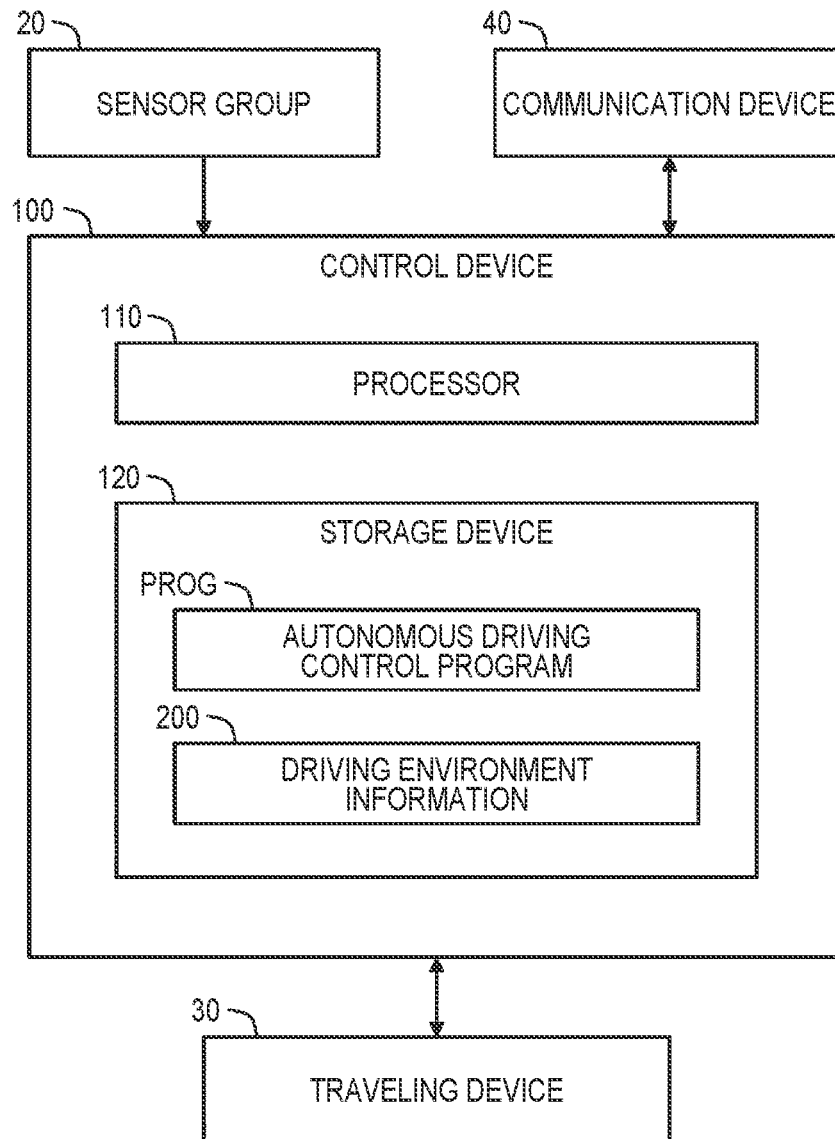 20
40
SENSOR GROUP
COMMUNICATION DEVICE
100
CONTROL DEVICE
110
PROCESSOR
120
STORAGE DEVICE
PROG
AUTONOMOUS DRIVING
CONTROL PROGRAM
200
DRIVING ENVIRONMENT
INFORMATION
30
TRAVELING DEVICE